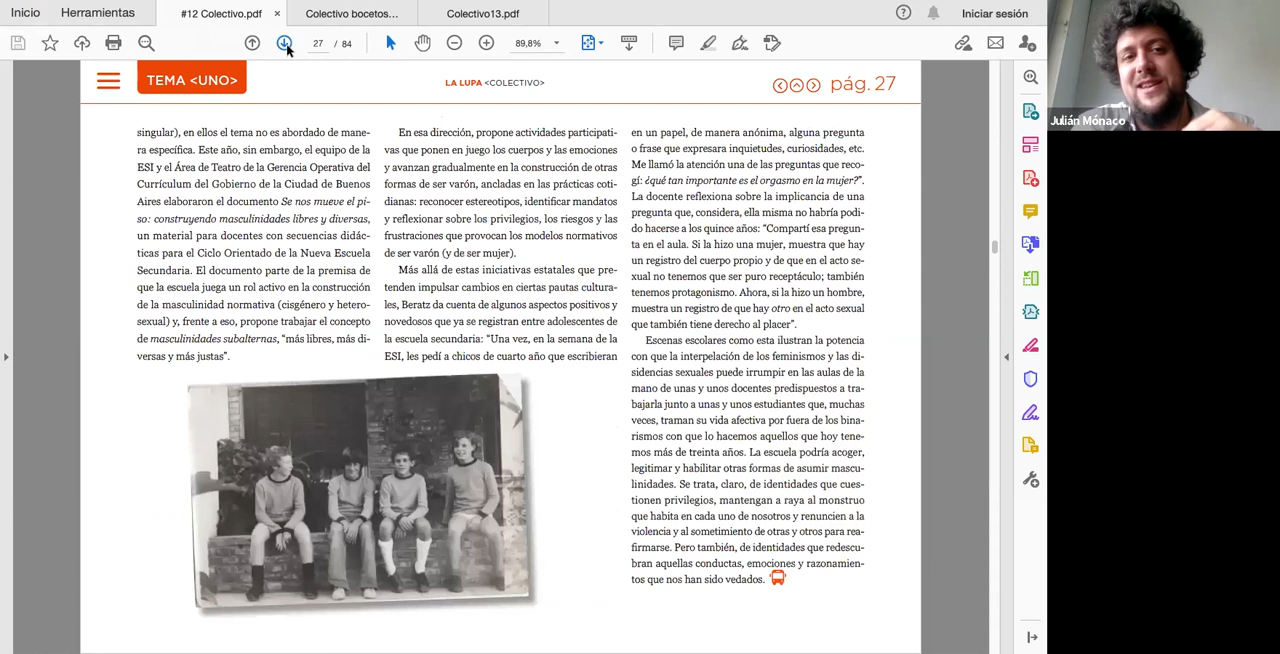 Inicio
Herramientas
#12 Colectivo.pdf ×
Colectivo bocetos...
Colectivo13.pdf
Iniciar sesión
27 / 84
89,8%
TEMA <UNO>
LA LUPA <COLECTIVO>
pág. 27
singular), en ellos el tema no es abordado de mane-
ra específica. Este año, sin embargo, el equipo de la
ESI y el Área de Teatro de la Gerencia Operativa del
Currículum del Gobierno de la Ciudad de Buenos
Aires elaboraron el documento Se nos mueve el pi-
so: construyendo masculinidades libres y diversas,
un material para docentes con secuencias didác-
ticas para el Ciclo Orientado de la Nueva Escuela
Secundaria. El documento parte de la premisa de
que la escuela juega un rol activo en la construcción
de la masculinidad normativa (cisgénero y hetero-
sexual) y, frente a eso, propone trabajar el concepto
de masculinidades subalternas, “más libres, más di-
versas y más justas”.
En esa dirección, propone actividades participati-
vas que ponen en juego los cuerpos y las emociones
y avanzan gradualmente en la construcción de otras
formas de ser varón, ancladas en las prácticas coti-
dianas: reconocer estereotipos, identificar mandatos
y reflexionar sobre los privilegios, los riesgos y las
frustraciones que provocan los modelos normativos
de ser varón (y de ser mujer).
Más allá de estas iniciativas estatales que pre-
tenden impulsar cambios en ciertas pautas cultura-
les, Beratz da cuenta de algunos aspectos positivos y
novedosos que ya se registran entre adolescentes de
la escuela secundaria: “Una vez, en la semana de la
ESI, les pedí a chicos de cuarto año que escribieran
en un papel, de manera anónima, alguna pregunta
o frase que expresara inquietudes, curiosidades, etc.
Me llamó la atención una de las preguntas que reco-
gí: ¿qué tan importante es el orgasmo en la mujer?”.
La docente reflexiona sobre la implicancia de una
pregunta que, considera, ella misma no habría podi-
do hacerse a los quince años: “Compartí esa pregun-
ta en el aula. Si la hizo una mujer, muestra que hay
un registro del cuerpo propio y de que en el acto se-
xual no tenemos que ser puro receptáculo; también
tenemos protagonismo. Ahora, si la hizo un hombre,
muestra un registro de que hay otro en el acto sexual
que también tiene derecho al placer”.
Escenas escolares como esta ilustran la potencia
con que la interpelación de los feminismos y las di-
sidencias sexuales puede irrumpir en las aulas de la
mano de unas y unos docentes predispuestos a tra-
bajarla junto a unas y unos estudiantes que, muchas
veces, traman su vida afectiva por fuera de los bina-
rismos con que lo hacemos aquellos que hoy tene-
mos más de treinta años. La escuela podría acoger,
legitimar y habilitar otras formas de asumir mascu-
linidades. Se trata, claro, de identidades que cues-
tionen privilegios, mantengan a raya al monstruo
que habita en cada uno de nosotros y renuncien a la
violencia y al sometimiento de otras y otros para rea-
firmarse. Pero también, de identidades que redescu-
bran aquellas conductas, emociones y razonamien-
tos que nos han sido vedados.
Julián Mónaco